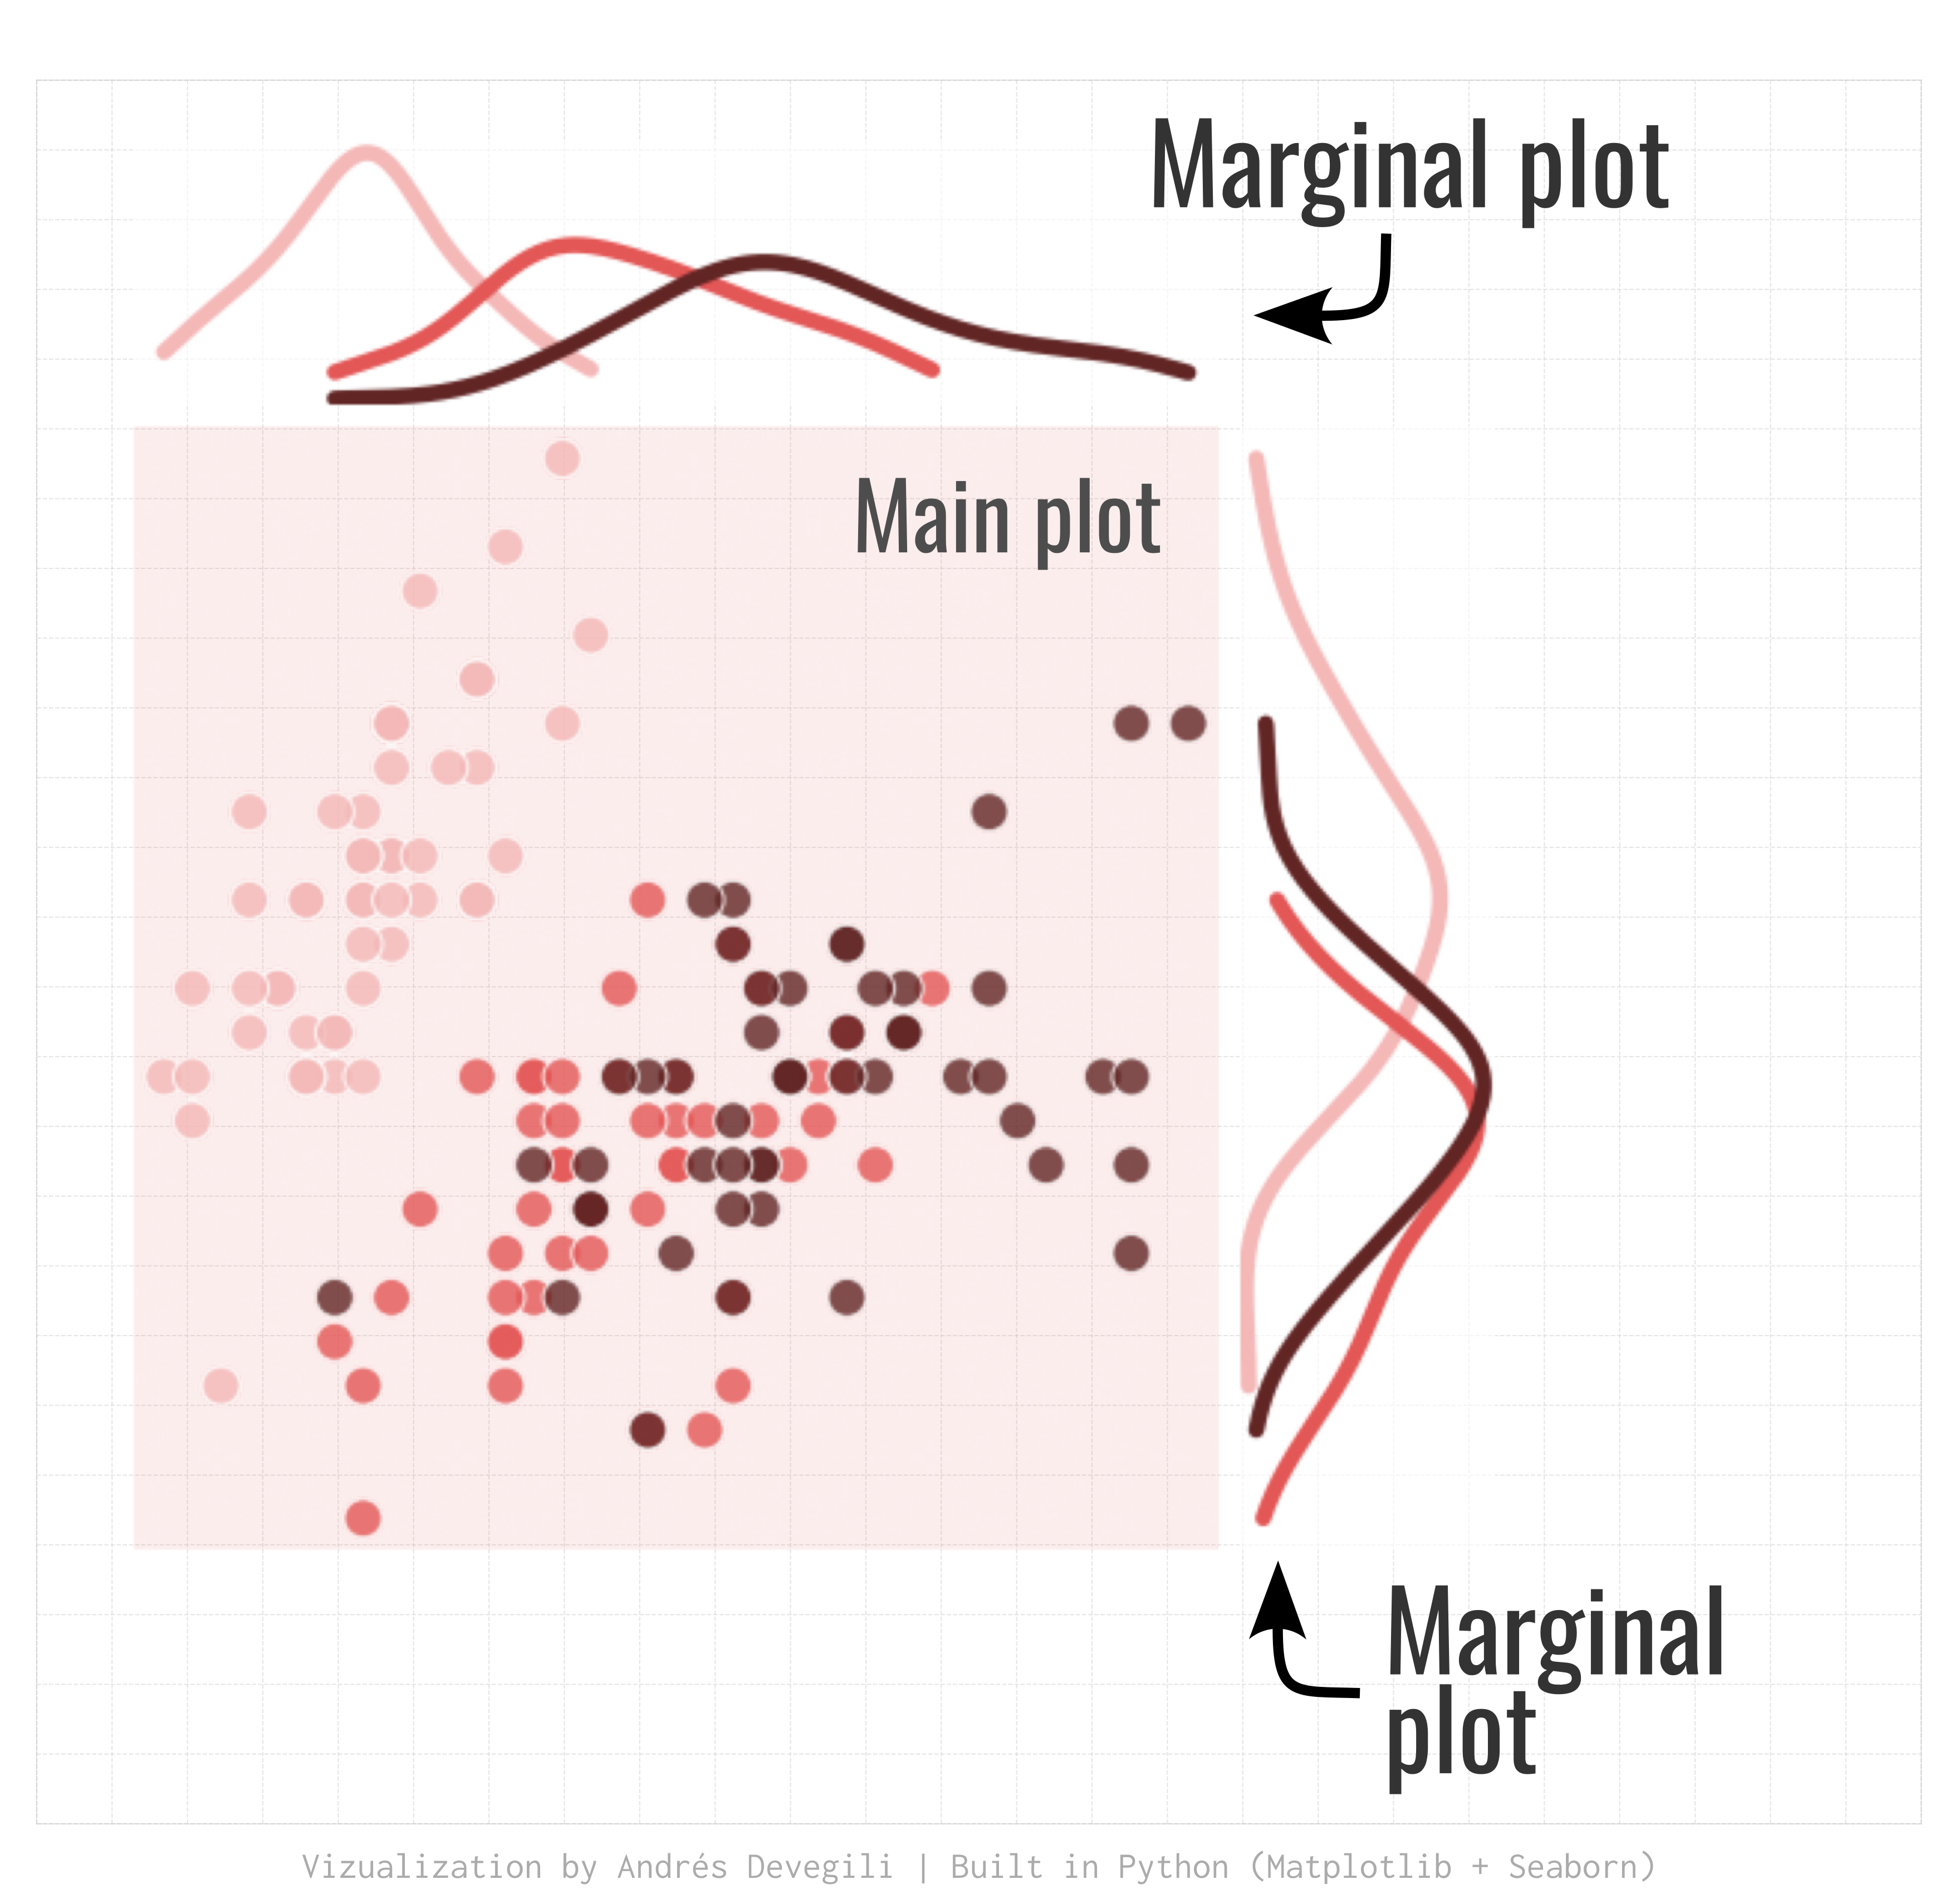 Marginal plot
Main plot
Marginal
plot
Vizualization by Andrés Devegili | Built in Python (Matplotlib + Seaborn)